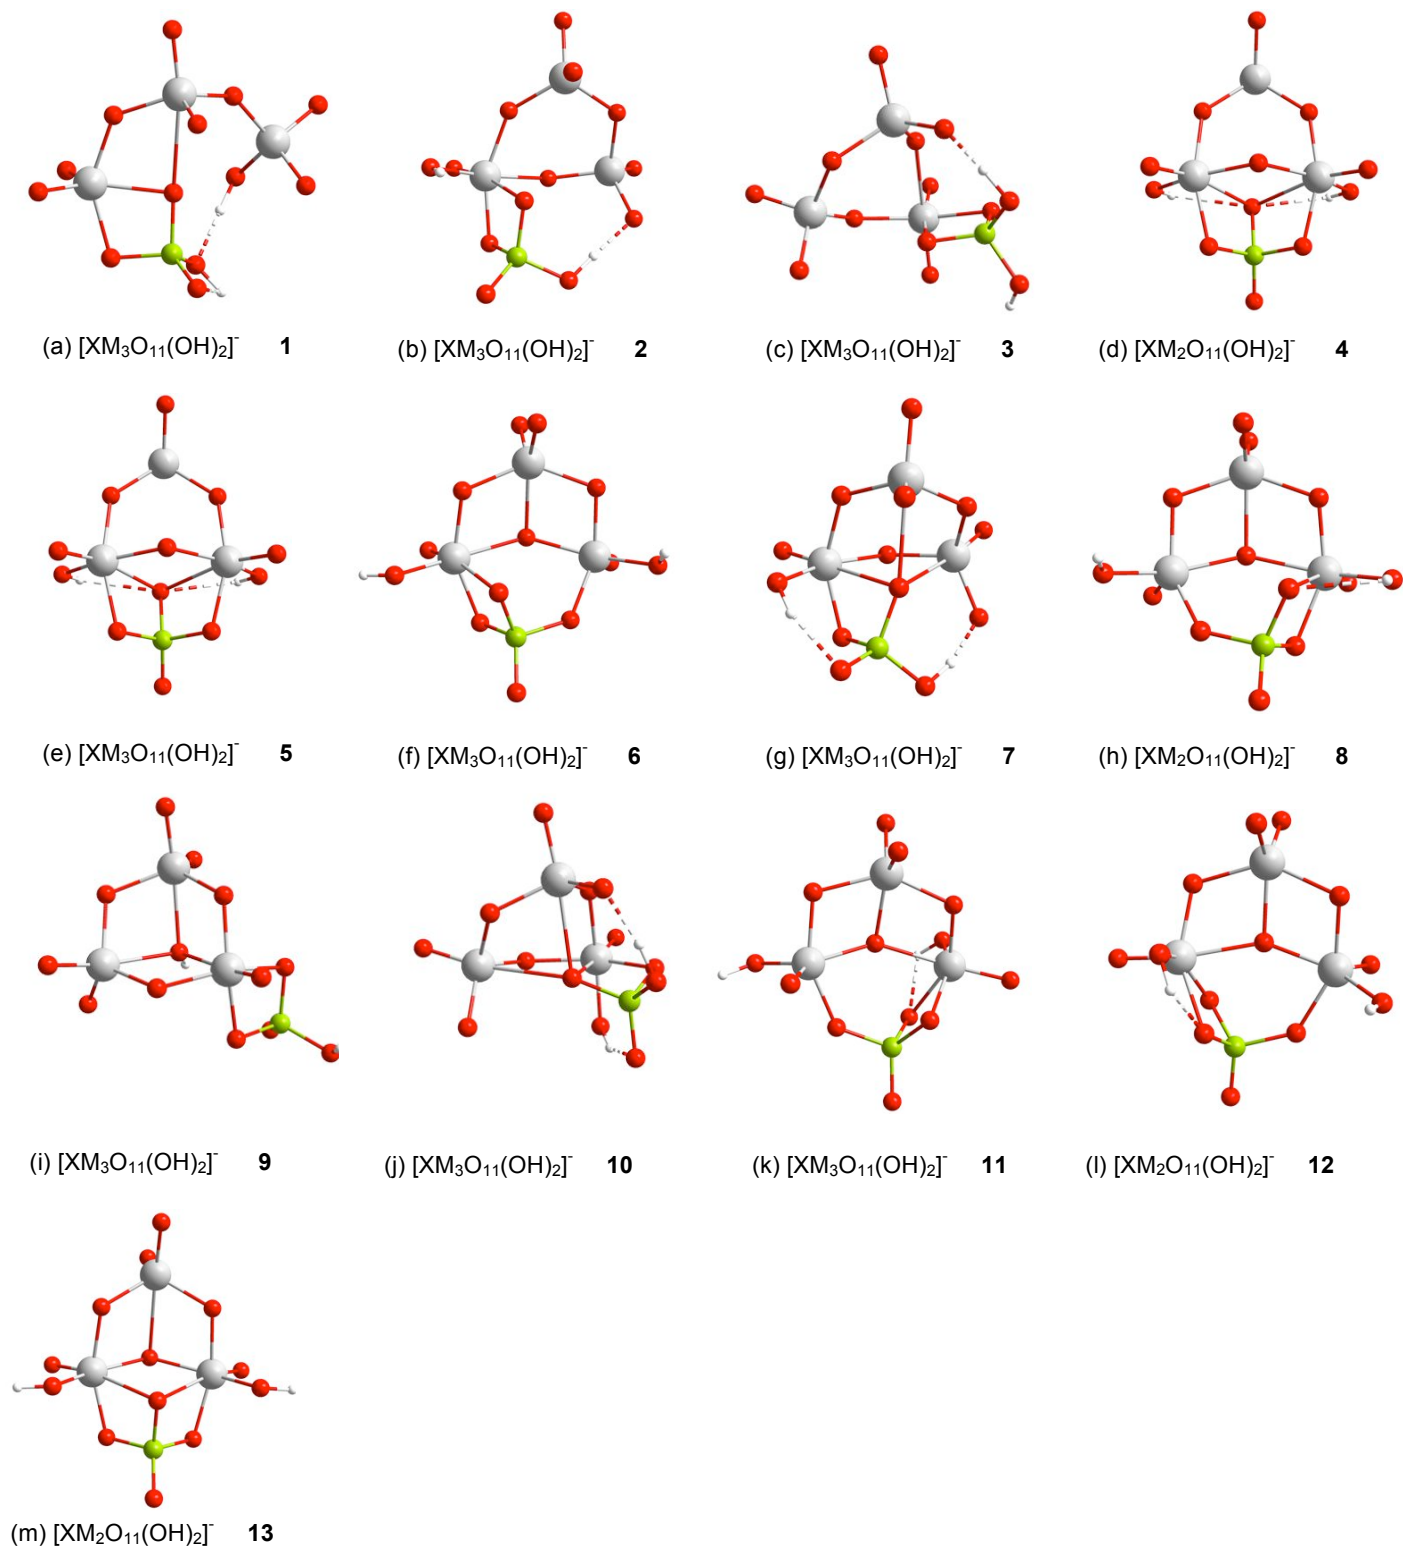 (a) [XM₃O₁₁(OH)₂]⁻ 1 (b) [XM₃O₁₁(OH)₂]⁻ 2 (c) [XM₃O₁₁(OH)₂]⁻ 3 (d) [XM₂O₁₁(OH)₂]⁻ 4
(e) [XM₃O₁₁(OH)₂]⁻ 5 (f) [XM₃O₁₁(OH)₂]⁻ 6 (g) [XM₃O₁₁(OH)₂]⁻ 7 (h) [XM₂O₁₁(OH)₂]⁻ 8
(i) [XM₃O₁₁(OH)₂]⁻ 9 (j) [XM₃O₁₁(OH)₂]⁻ 10 (k) [XM₃O₁₁(OH)₂]⁻ 11 (l) [XM₂O₁₁(OH)₂]⁻ 12
(m) [XM₂O₁₁(OH)₂]⁻ 13